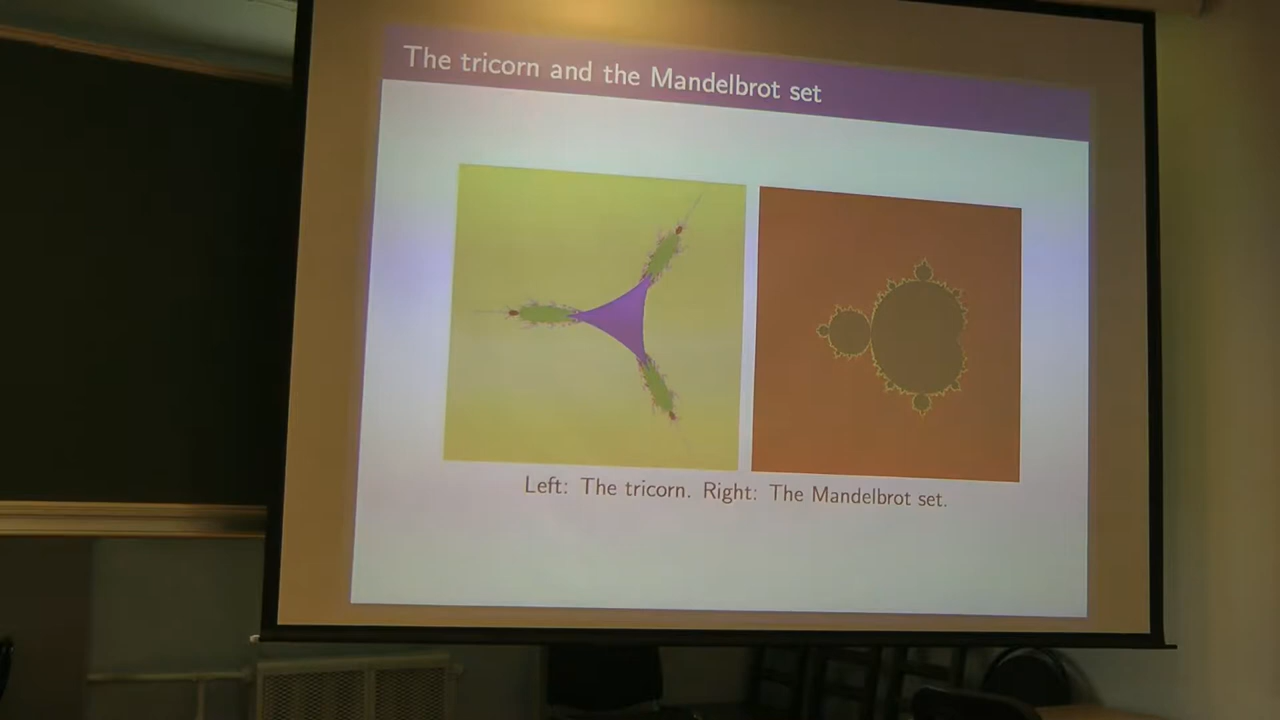 The tricorn and the Mandelbrot set
Left: The tricorn. Right: The Mandelbrot set.